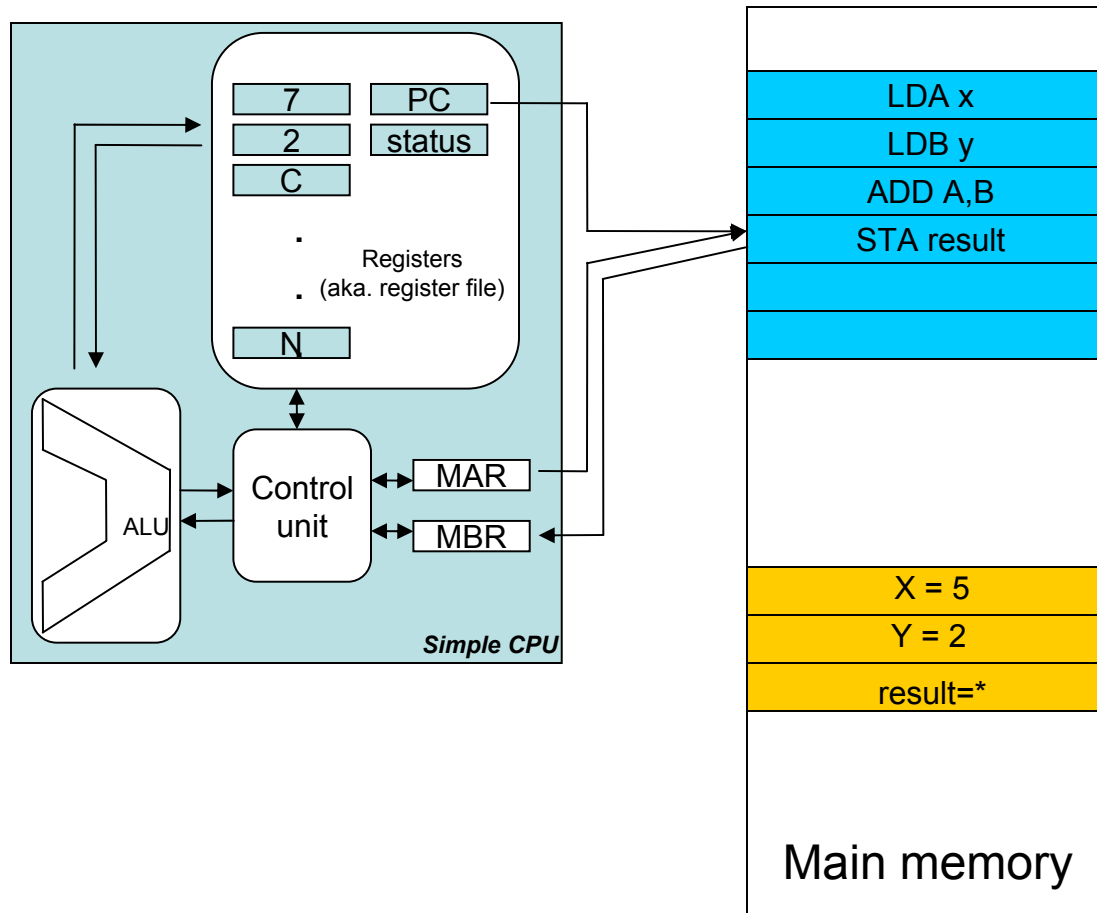 7
PC
2
status
C
.
Registers
(aka. register file)
.
N
.
ALU
Control
unit
MAR
MBR
Simple CPU
LDA x
LDB y
ADD A,B
STA result
X = 5
Y = 2
result=*
Main memory